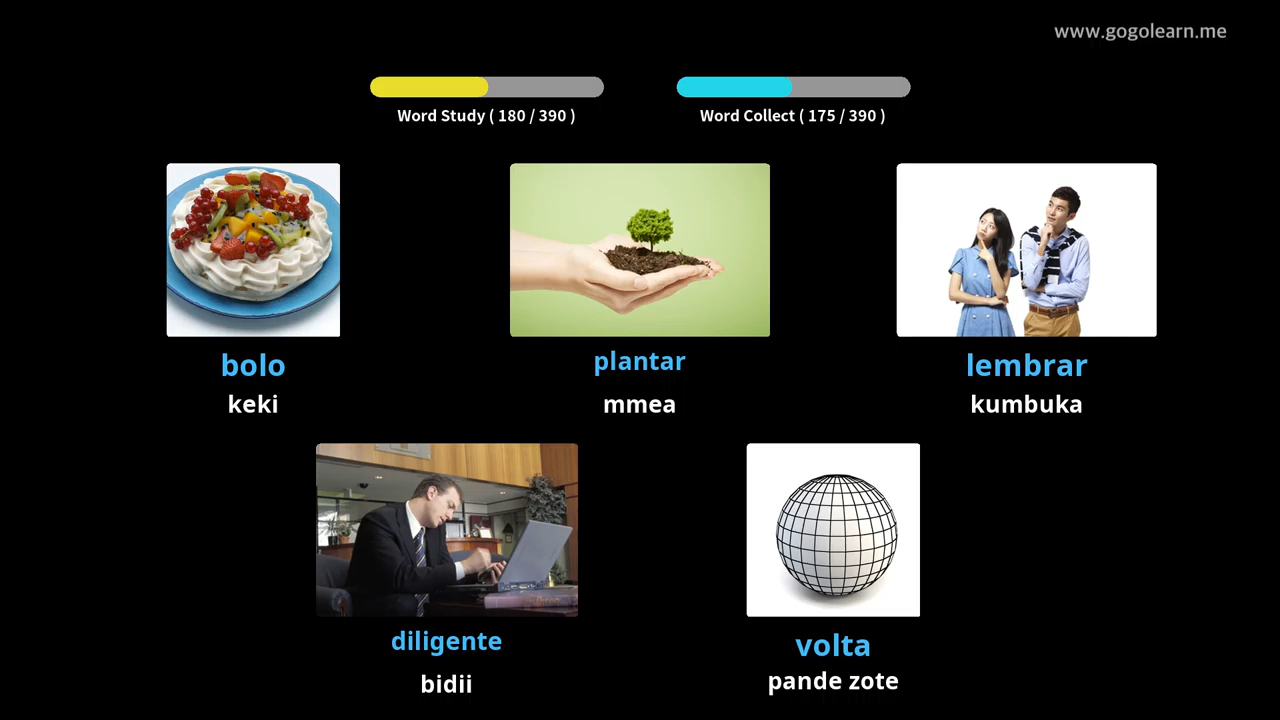 www.gogolearn.me
Word Study ( 180 / 390 )
Word Collect ( 175 / 390 )
bolo
keki
plantar
mmea
lembrar
kumbuka
diligente
bidii
volta
pande zote